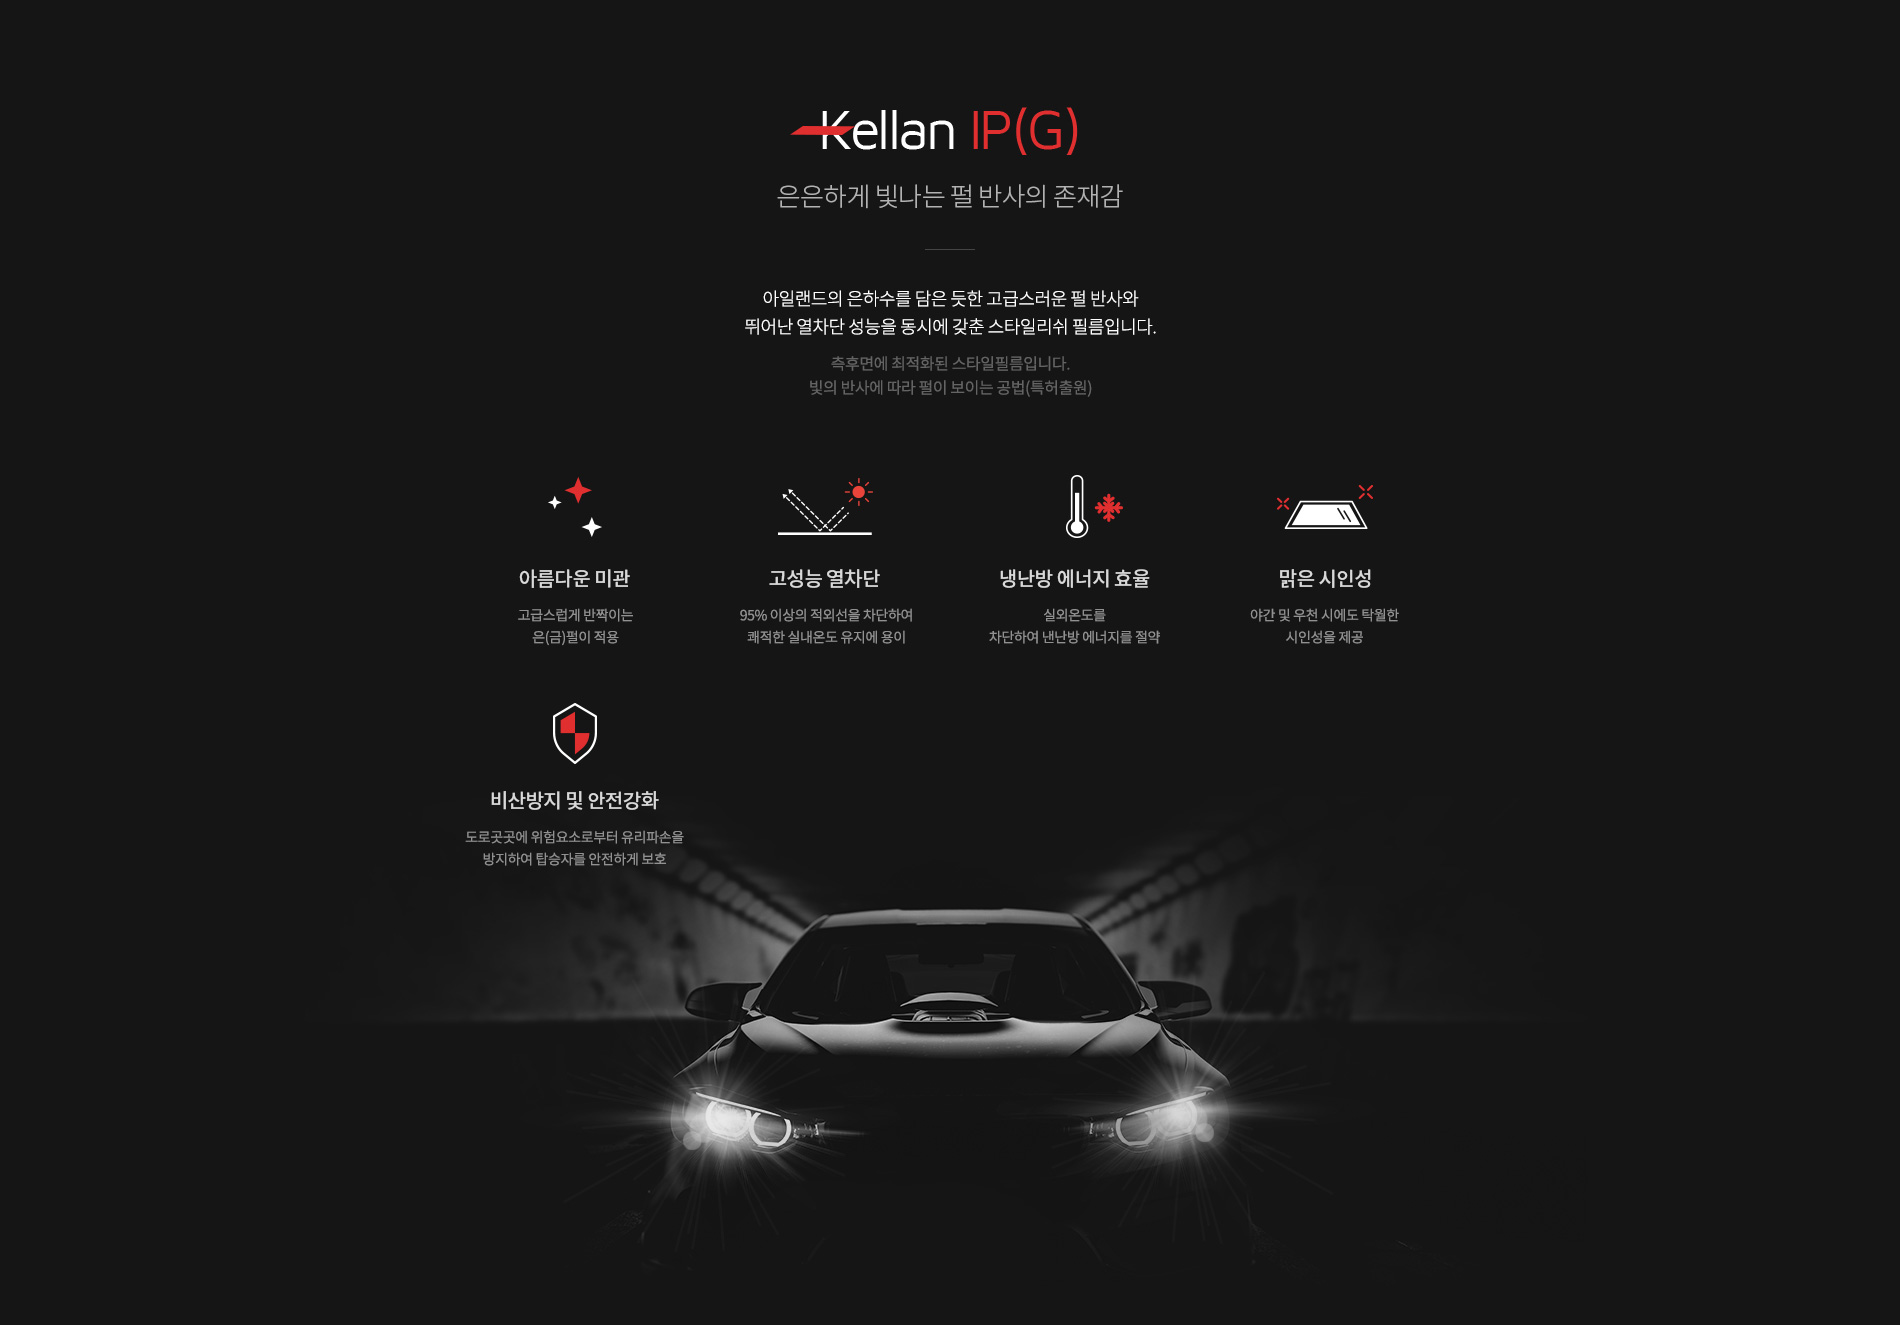 Kellan IP(G)
은은하게 빛나는 펄 반사의 존재감
아일랜드의 은하수를 담은 듯한 고급스러운 펄 반사와
뛰어난 열차단 성능을 동시에 갖춘 스타일리쉬 필름입니다.
측후면에 최적화된 스타일필름입니다.
빛의 반사에 따라 펄이 보이는 공법(특허출원)
아름다운 미관
고급스럽게 반짝이는
은(금)펄이 적용
고성능 열차단
95% 이상의 적외선을 차단하여
쾌적한 실내온도 유지에 용이
냉난방 에너지 효율
실외온도를
차단하여 낸난방 에너지를 절약
맑은 시인성
야간 및 우천 시에도 탁월한
시인성을 제공
비산방지 및 안전강화
도로곳곳에 위험요소로부터 유리파손을
방지하여 탑승자를 안전하게 보호